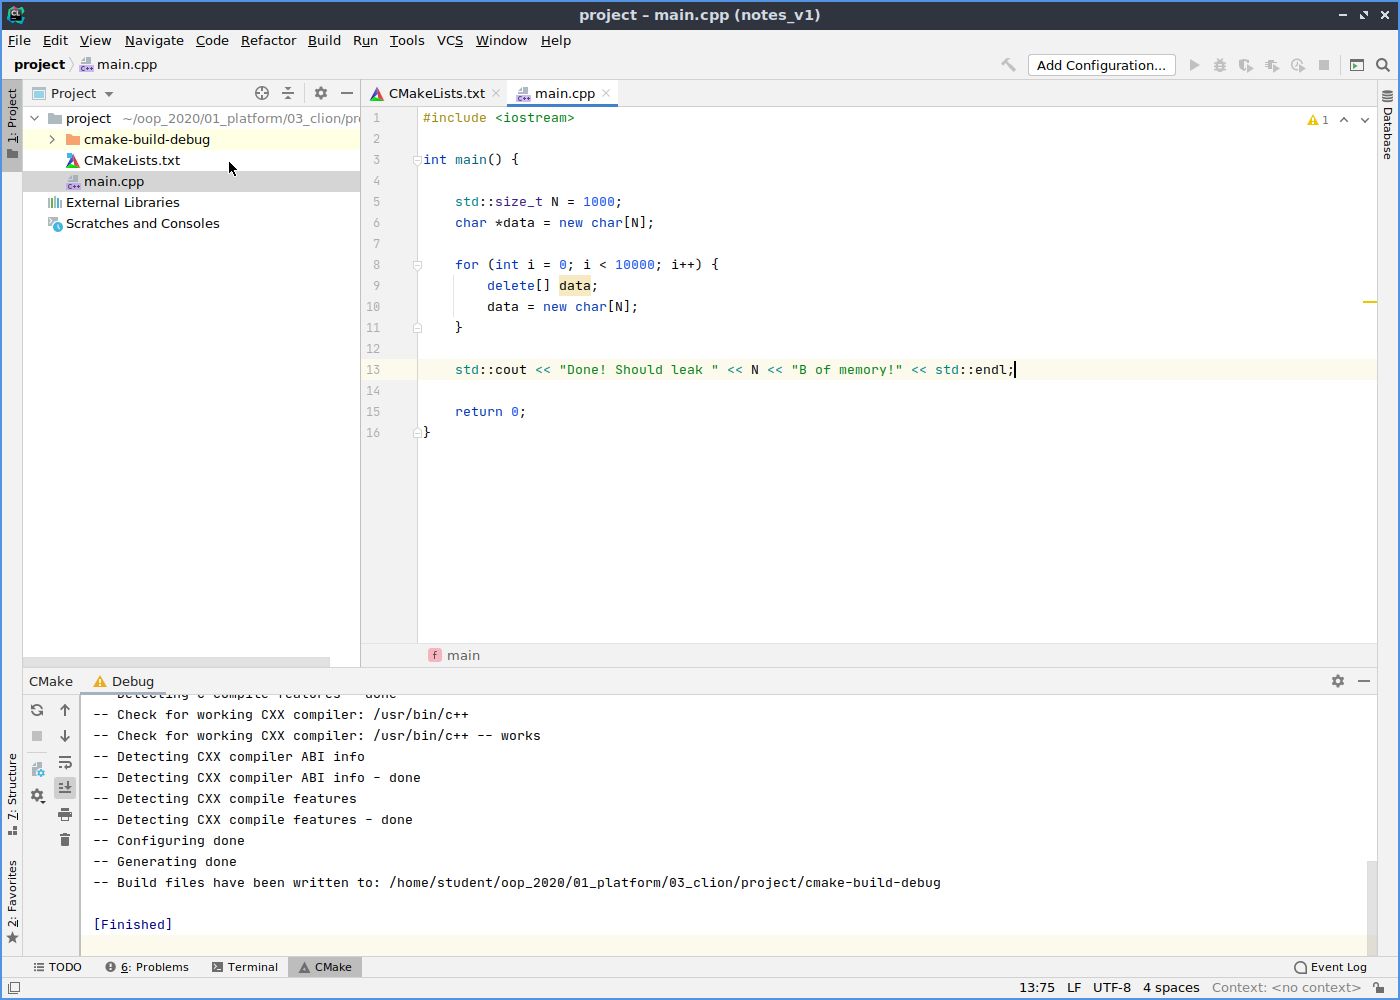 project – main.cpp (notes_v1)
File Edit View Navigate Code Refactor Build Run Tools VCS Window Help
project main.cpp
Add Configuration...
1: Project
Project
project ~/oop_2020/01_platform/03_clion/pr
cmake-build-debug
CMakeLists.txt
main.cpp
External Libraries
Scratches and Consoles
CMakeLists.txt main.cpp
1 #include <iostream>
2
3 int main() {
4
5 std::size_t N = 1000;
6 char *data = new char[N];
7
8 for (int i = 0; i < 10000; i++) {
9 delete[] data;
10 data = new char[N];
11 }
12
13 std::cout << "Done! Should leak " << N << "B of memory!" << std::endl;
14
15 return 0;
16 }
1
Database
f main
CMake Debug
-- Detecting C compile features - done
-- Check for working CXX compiler: /usr/bin/c++
-- Check for working CXX compiler: /usr/bin/c++ -- works
-- Detecting CXX compiler ABI info
-- Detecting CXX compiler ABI info - done
-- Detecting CXX compile features
-- Detecting CXX compile features - done
-- Configuring done
-- Generating done
-- Build files have been written to: /home/student/oop_2020/01_platform/03_clion/project/cmake-build-debug
[Finished]
7: Structure
2: Favorites
TODO 6: Problems Terminal CMake Event Log
13:75 LF UTF-8 4 spaces Context: <no context>